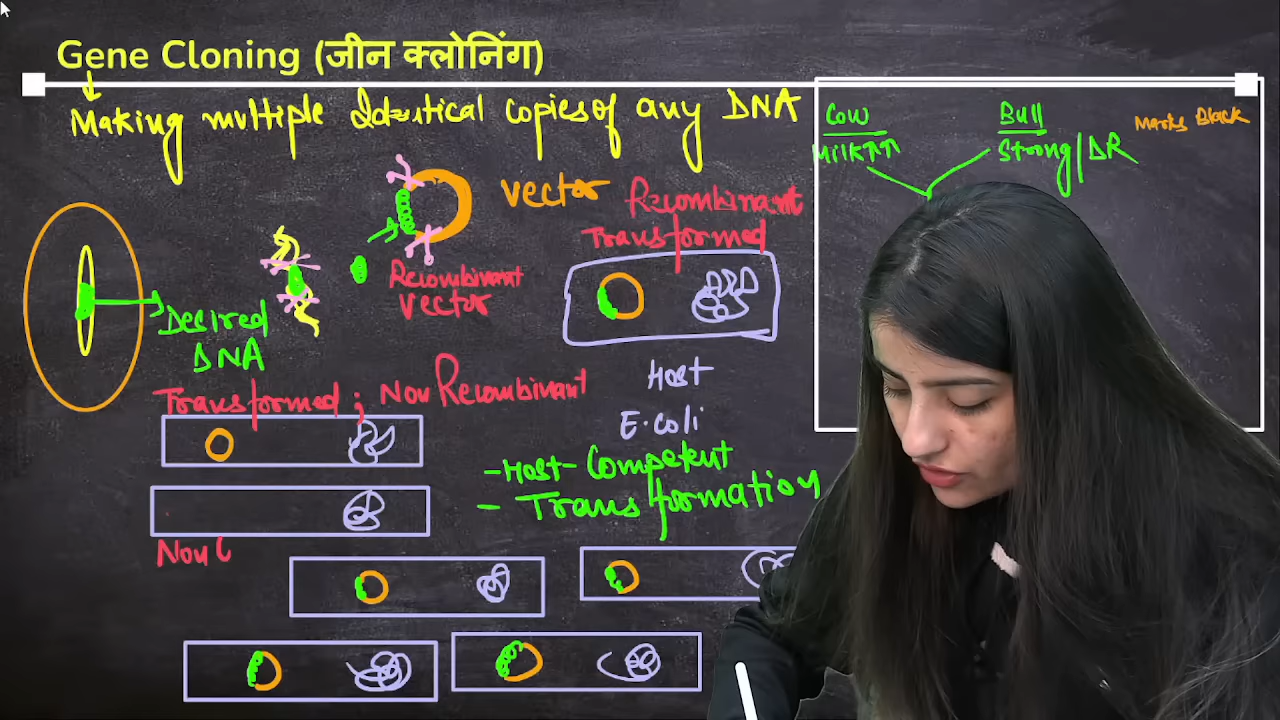 Gene Cloning (जीन क्लोनिंग)
Making multiple Identical copies of any DNA
Cow
Milk↑↑
Bull
Strong/DR
Marks Black
Vector
Recombinant
Transformed
Recombinant
Vector
Desired
DNA
Transformed; Non Recombinant
Host
E.coli
-Host- Competent
- Transformation
Non